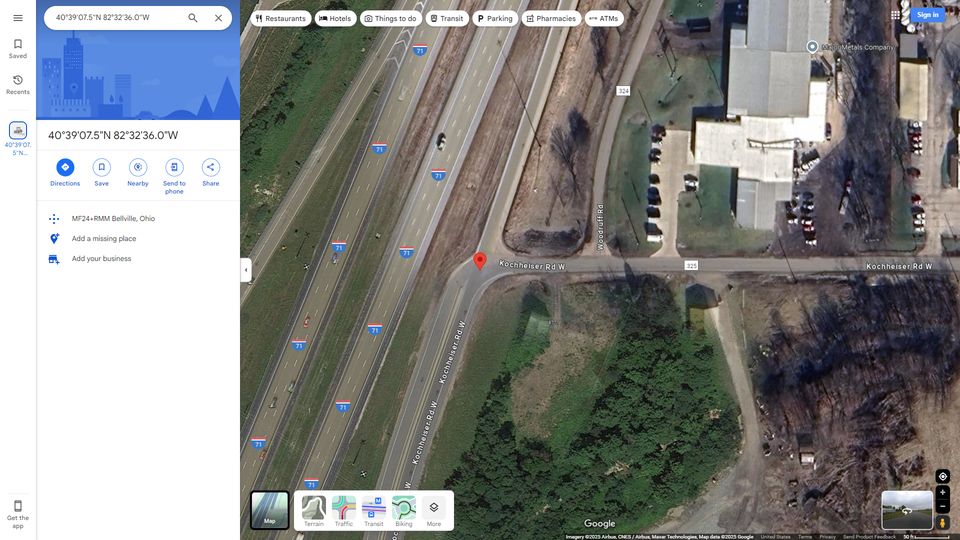 40°39'07.5"N 82°32'36.0"W
Restaurants
Hotels
Things to do
Transit
Parking
Pharmacies
ATMs
Sign in
Saved
Recents
40°39'07.
5"N...
40°39'07.5"N 82°32'36.0"W
Directions
Save
Nearby
Send to
phone
Share
MF24+RMM Bellville, Ohio
Add a missing place
Add your business
Get the
app
Major Metals Company
324
71
71
71
71
71
71
71
71
71
71
Woodruff Rd
Kochheiser Rd W
325
Kochheiser Rd W
Kochheiser Rd W
Kochheiser Rd W
Map
Terrain
Traffic
Transit
Biking
More
Google
Imagery ©2025 Airbus, CNES / Airbus, Maxar Technologies, Map data ©2025 Google
United States
Terms
Privacy
Send Product Feedback
50 ft